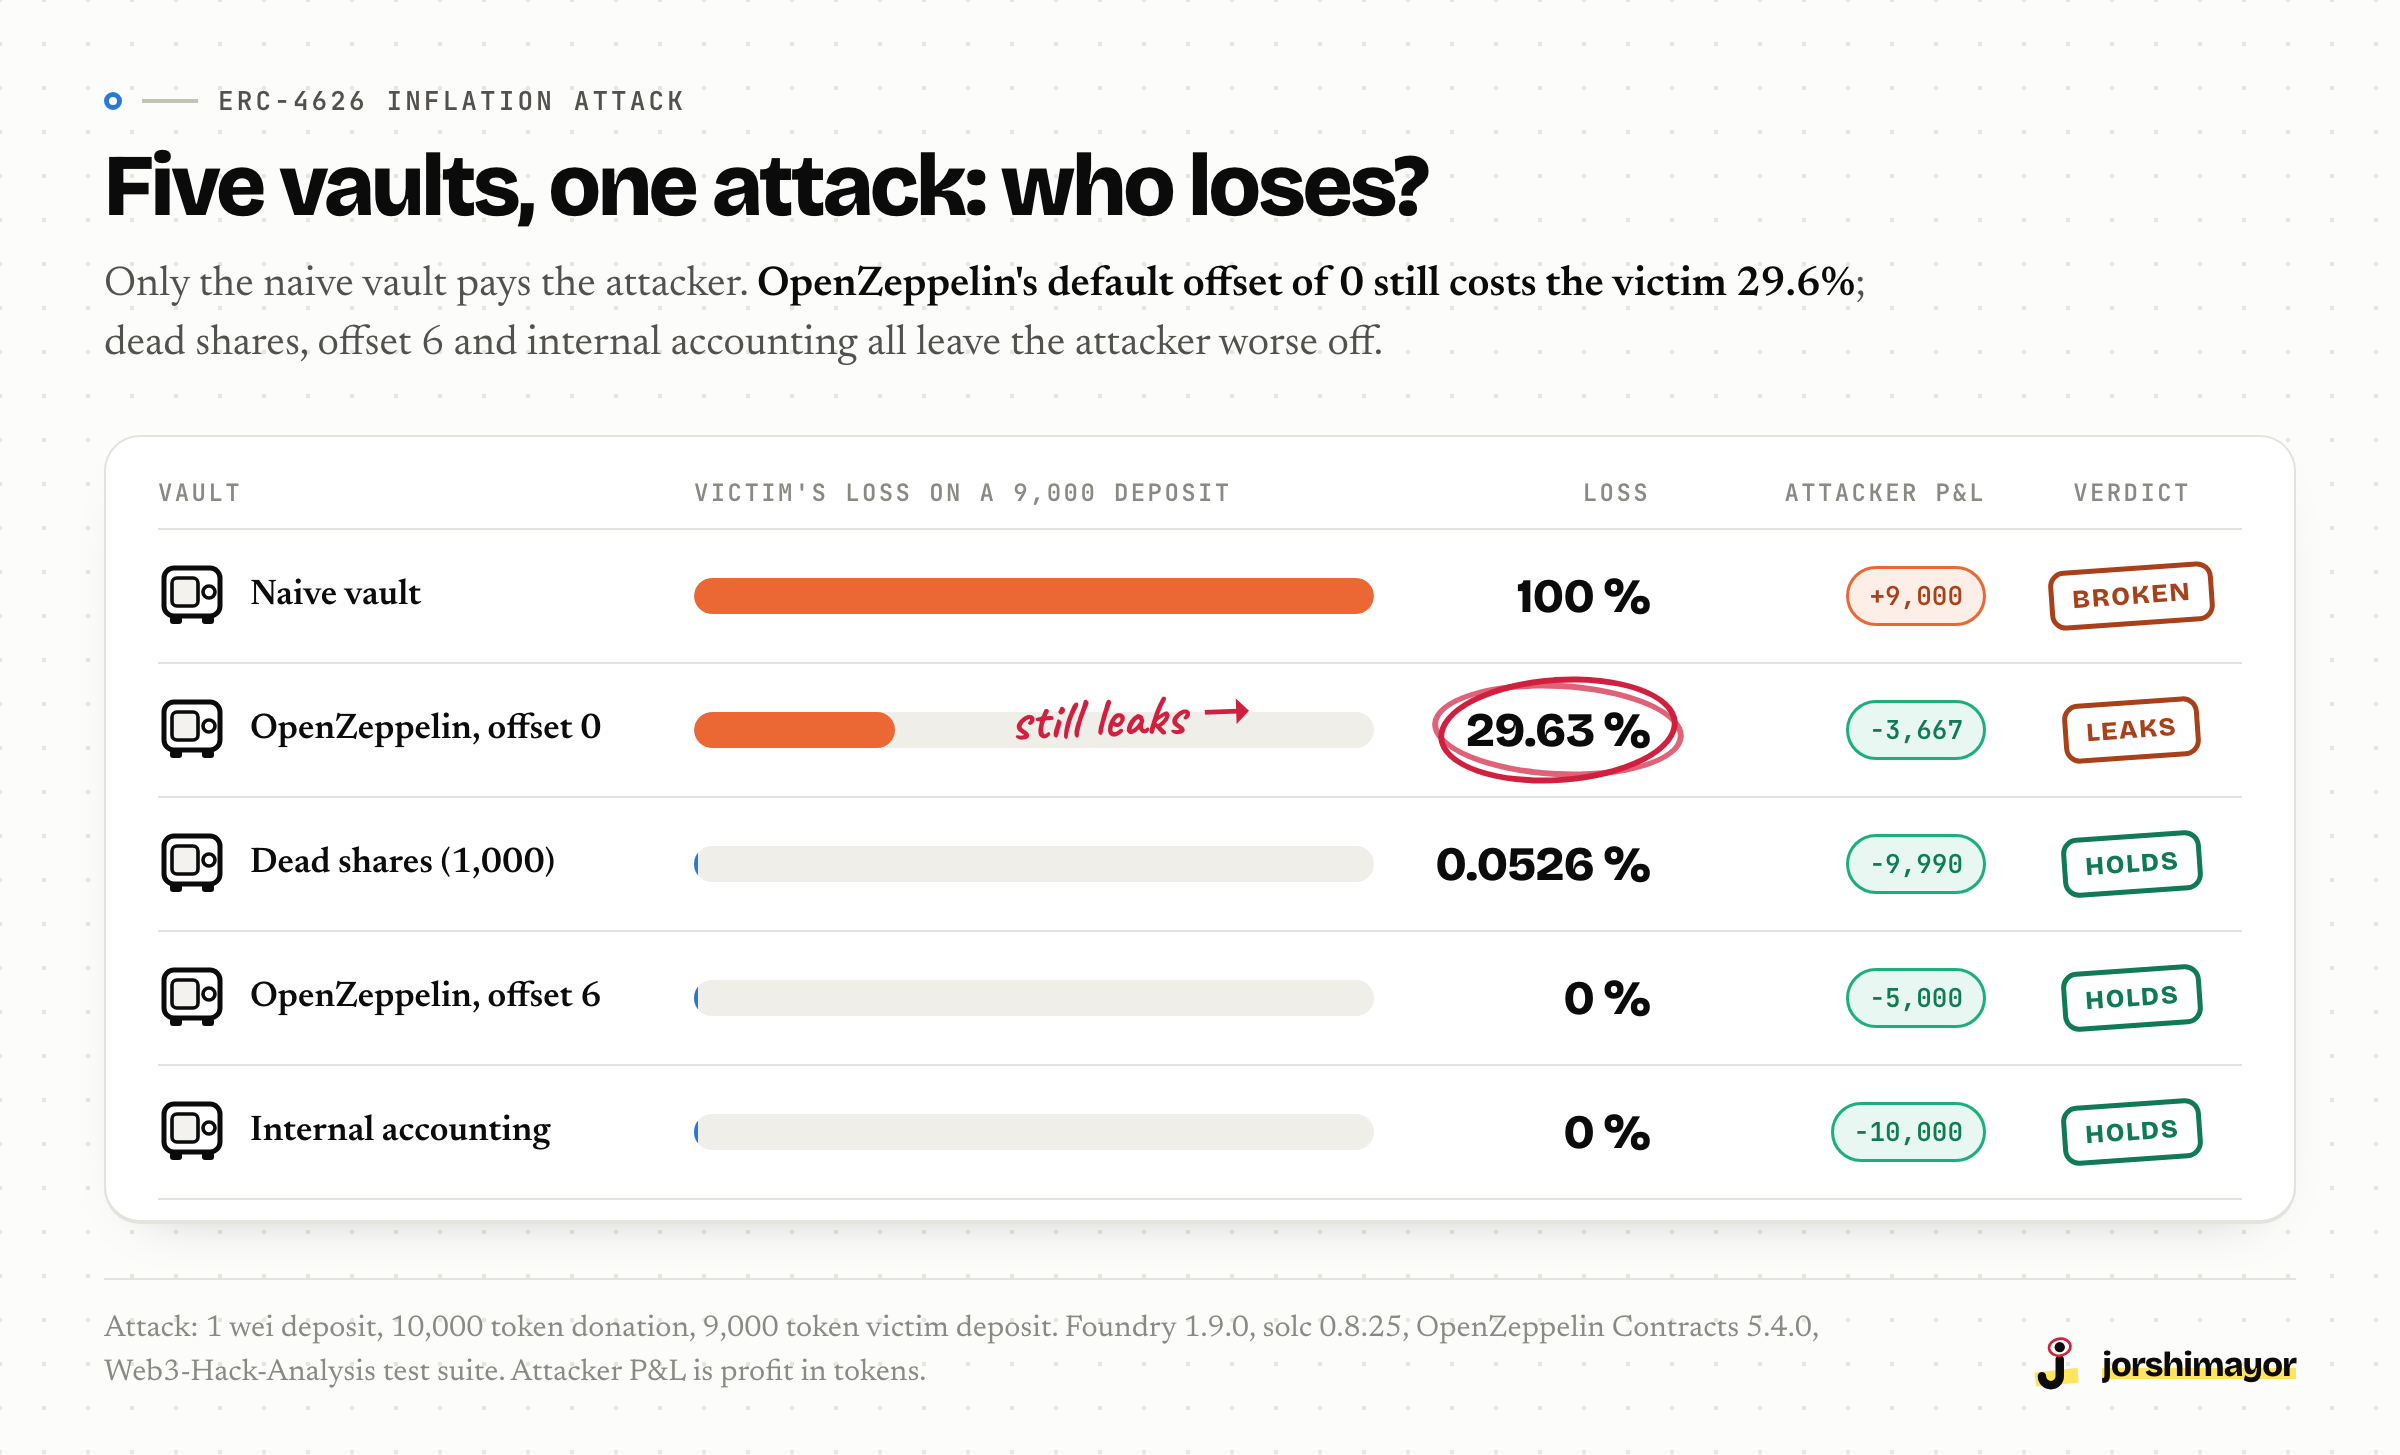 ERC-4626 INFLATION ATTACK
Five vaults, one attack: who loses?
Only the naive vault pays the attacker. OpenZeppelin's default offset of 0 still costs the victim 29.6%;
dead shares, offset 6 and internal accounting all leave the attacker worse off.
VAULT VICTIM'S LOSS ON A 9,000 DEPOSIT LOSS ATTACKER P&L VERDICT
Naive vault 100 % +9,000 BROKEN
OpenZeppelin, offset 0 still leaks → 29.63 % -3,667 LEAKS
Dead shares (1,000) 0.0526 % -9,990 HOLDS
OpenZeppelin, offset 6 0 % -5,000 HOLDS
Internal accounting 0 % -10,000 HOLDS
Attack: 1 wei deposit, 10,000 token donation, 9,000 token victim deposit. Foundry 1.9.0, solc 0.8.25, OpenZeppelin Contracts 5.4.0,
Web3-Hack-Analysis test suite. Attacker P&L is profit in tokens.
j jorshimayor